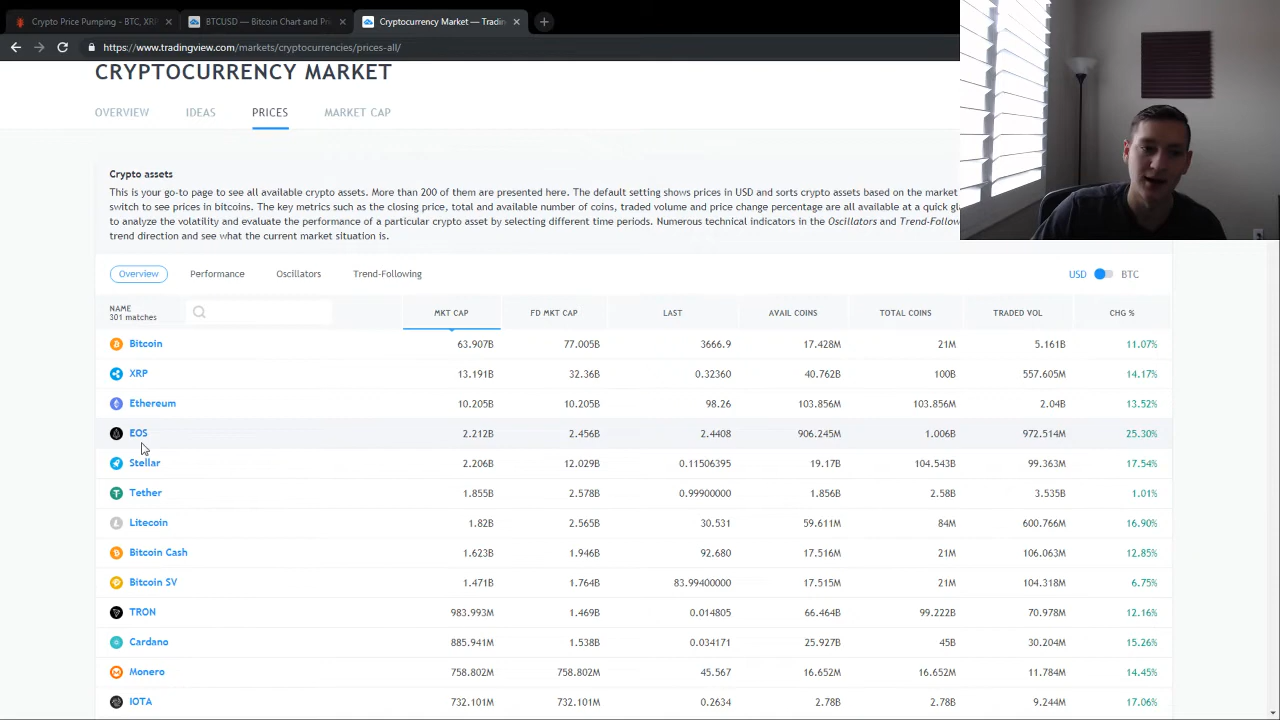 Crypto Price Pumping - BTC, XR
BTCUSD — Bitcoin Chart and Pri
Cryptocurrency Market — Trading
https://www.tradingview.com/markets/cryptocurrencies/prices-all/
CRYPTOCURRENCY MARKET
OVERVIEW IDEAS PRICES MARKET CAP
Crypto assets
This is your go-to page to see all available crypto assets. More than 200 of them are presented here. The default setting shows prices in USD and sorts crypto assets based on the market
switch to see prices in bitcoins. The key metrics such as the closing price, total and available number of coins, traded volume and price change percentage are all available at a quick gl
to analyze the volatility and evaluate the performance of a particular crypto asset by selecting different time periods. Numerous technical indicators in the Oscillators and Trend-Follow
trend direction and see what the current market situation is.
Overview Performance Oscillators Trend-Following USD BTC
NAME MKT CAP FD MKT CAP LAST AVAIL COINS TOTAL COINS TRADED VOL CHG %
301 matches
Bitcoin 63.907B 77.005B 3666.9 17.428M 21M 5.161B 11.07%
XRP 13.191B 32.36B 0.32360 40.762B 100B 557.605M 14.17%
Ethereum 10.205B 10.205B 98.26 103.856M 103.856M 2.04B 13.52%
EOS 2.212B 2.456B 2.4408 906.245M 1.006B 972.514M 25.30%
Stellar 2.206B 12.029B 0.11506395 19.17B 104.543B 99.363M 17.54%
Tether 1.855B 2.578B 0.99900000 1.856B 2.58B 3.535B 1.01%
Litecoin 1.82B 2.565B 30.531 59.611M 84M 600.766M 16.90%
Bitcoin Cash 1.623B 1.946B 92.680 17.516M 21M 106.063M 12.85%
Bitcoin SV 1.471B 1.764B 83.99400000 17.515M 21M 104.318M 6.75%
TRON 983.993M 1.469B 0.014805 66.464B 99.222B 70.978M 12.16%
Cardano 885.941M 1.538B 0.034171 25.927B 45B 30.204M 15.26%
Monero 758.802M 758.802M 45.567 16.652M 16.652M 11.784M 14.45%
IOTA 732.101M 732.101M 0.2634 2.78B 2.78B 9.244M 17.06%